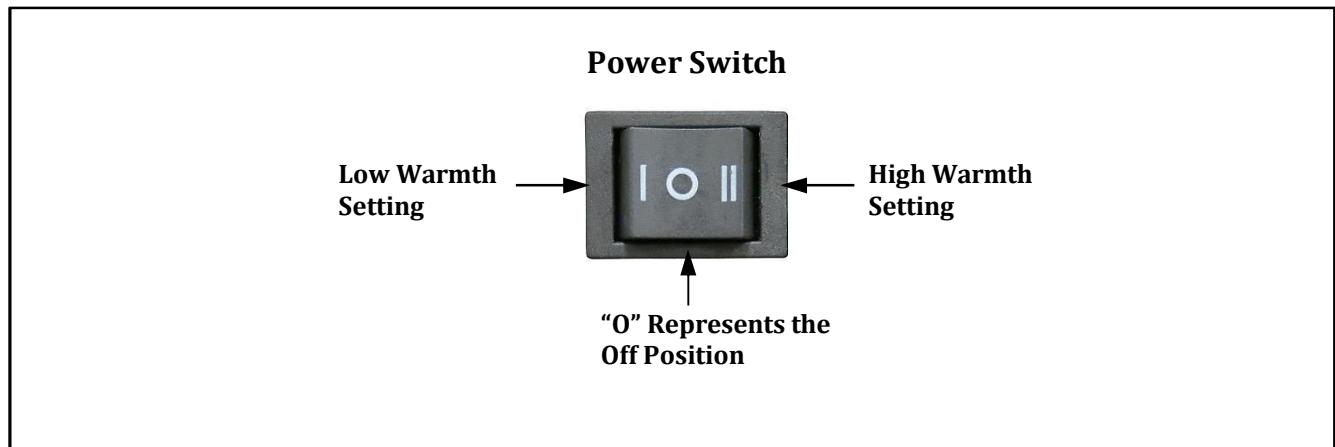 Power Switch
Low Warmth
Setting
I O II
High Warmth
Setting
“O” Represents the
Off Position